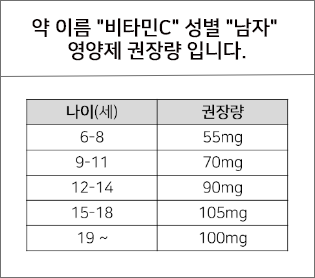 약 이름 "비타민C" 성별 "남자"
영양제 권장량 입니다.
나이(세) 권장량
6-8 55mg
9-11 70mg
12-14 90mg
15-18 105mg
19 ~ 100mg